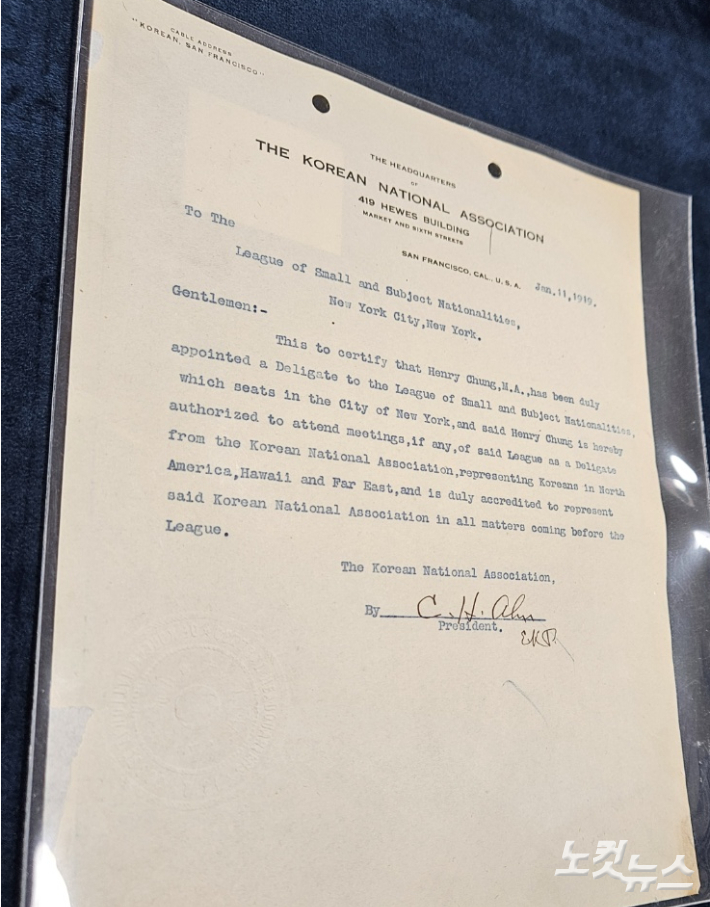 CABLE ADDRESS
"KOREAN, SAN FRANCISCO"
THE HEADQUARTERS
OF
THE KOREAN NATIONAL ASSOCIATION
419 HEWES BUILDING
MARKET AND SIXTH STREETS
SAN FRANCISCO, CAL., U. S. A.
Jan,11,1919.
To The
League of Small and Subject Nationalities,
New York City,New York.
Gentlemen:-
This to certify that Henry Chung,M.A.,has been duly
appointed a Deligate to the League of Small and Subject Nationalities,
which seats in the City of New York,and said Henry Chung is hereby
authorized to attend meetings,if any,of said League as a Deligate
from the Korean National Association,representing Koreans in North
America,Hawaii and Far East,and is duly accredited to represent
said Korean National Association in all matters coming before the
League.
The Korean National Association,
By C. H. Ahn
President.
노컷뉴스